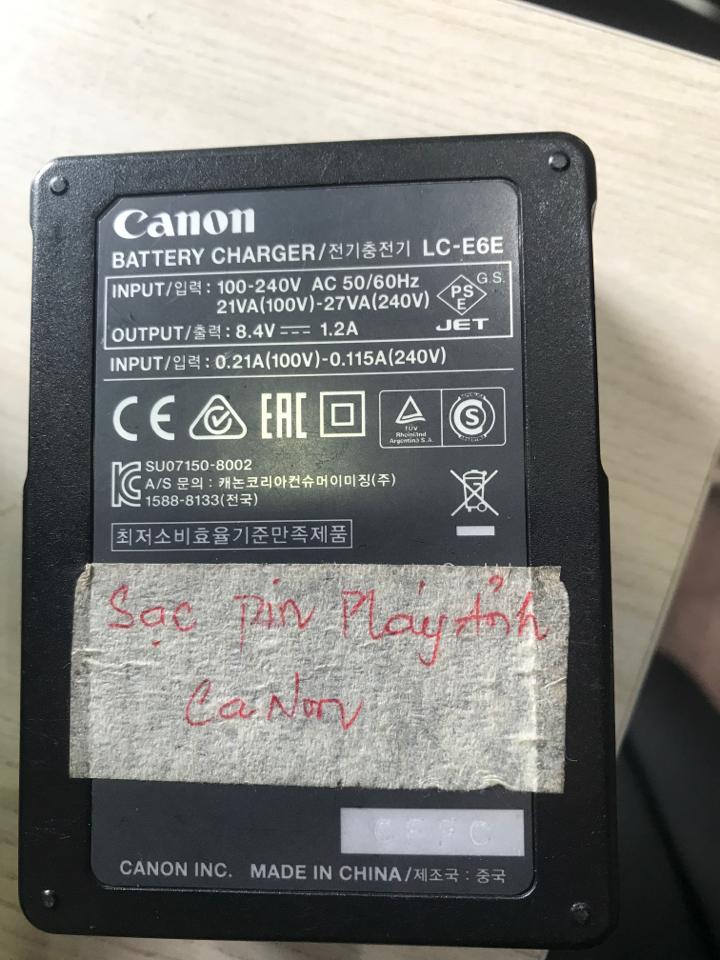 Canon
BATTERY CHARGER/전기충전기 LC-E6E
INPUT/입력 : 100-240V AC 50/60Hz
21VA(100V)-27VA(240V)
PS
E
G.S.
JET
OUTPUT/출력 : 8.4V 1.2A
INPUT/입력 : 0.21A(100V)-0.115A(240V)
CE EAC
TÜV
Rheinland
Argentina S.A.
S
SU07150-8002
A/S 문의 : 캐논코리아컨슈머이미징(주)
1588-8133(전국)
최저소비효율기준만족제품
Sạc pin Máy Ảnh
CaNon
CANON INC. MADE IN CHINA/제조국 : 중국